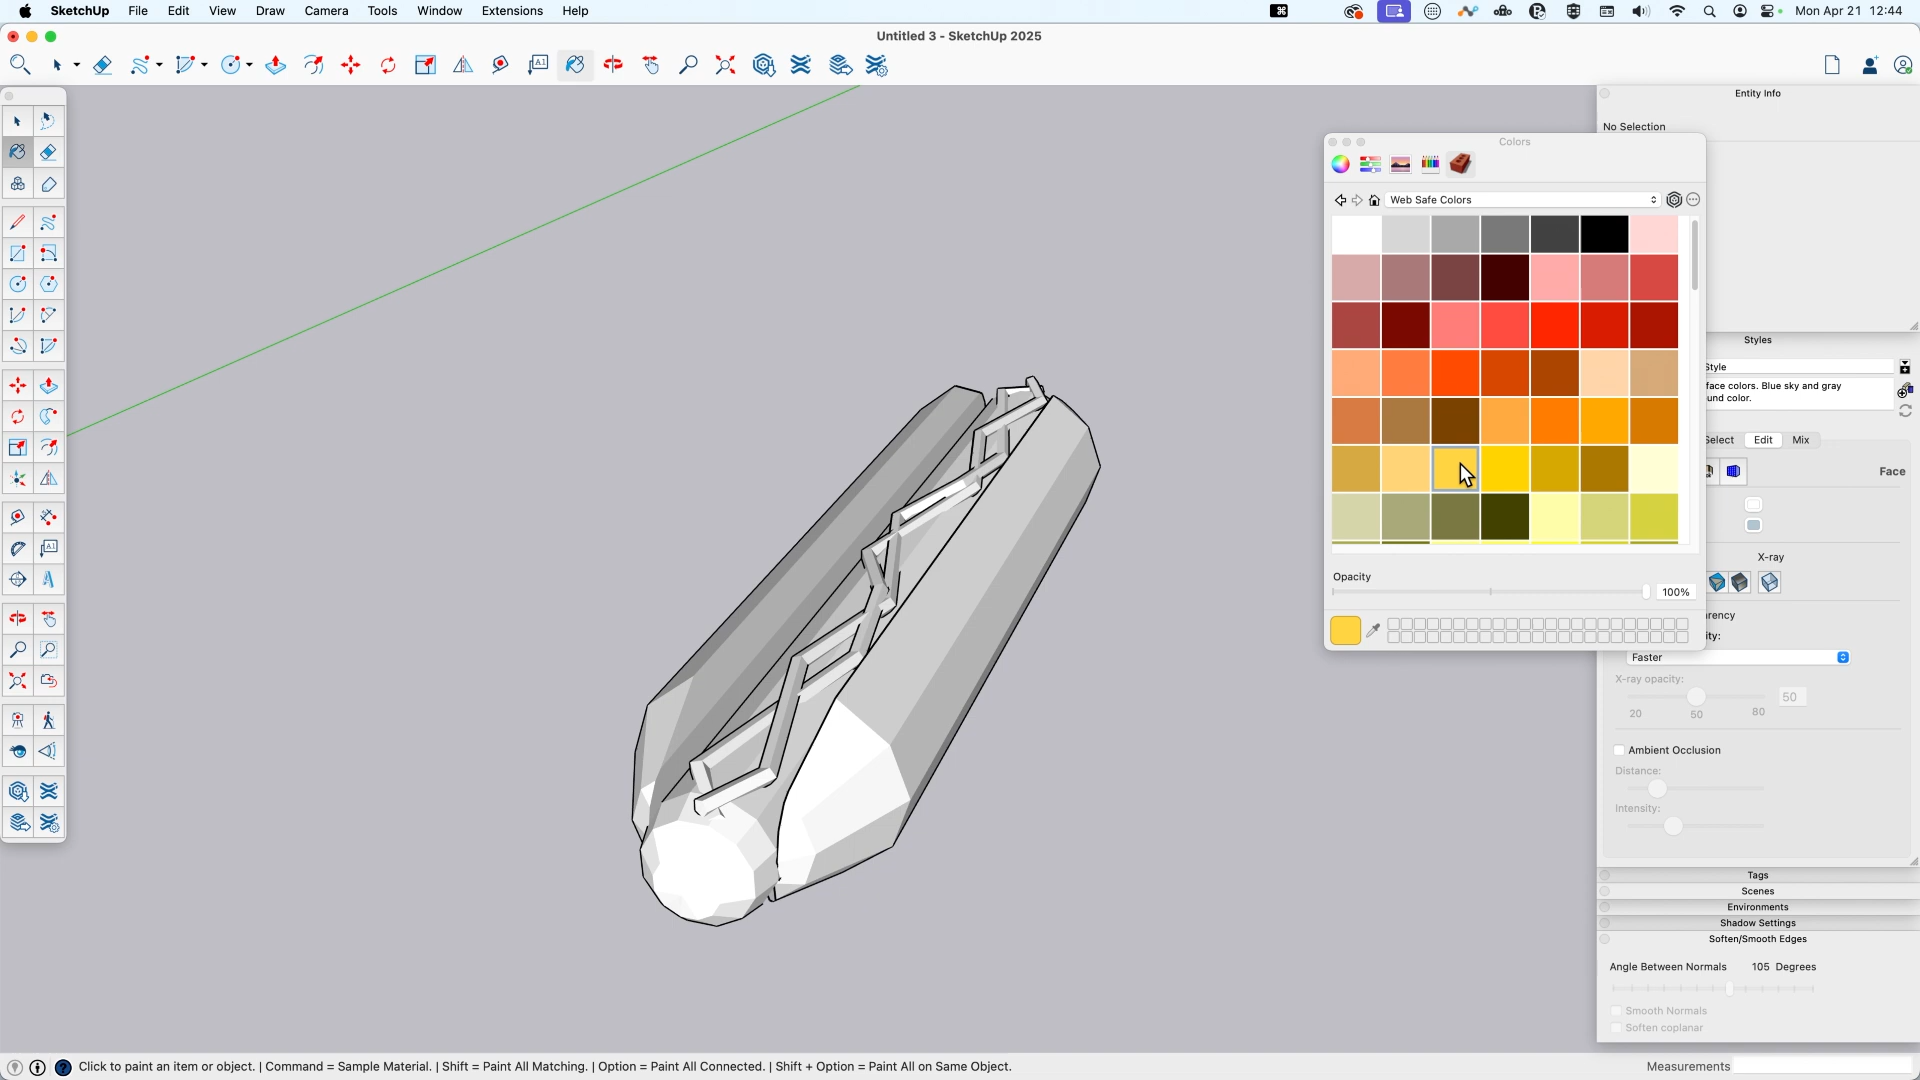 SketchUp File Edit View Draw Camera Tools Window Extensions Help Mon Apr 21 12:44
Untitled 3 - SketchUp 2025
Entity Info
No Selection
Colors
Web Safe Colors
Styles
Style
face colors. Blue sky and gray
und color.
Select Edit Mix
Face
X-ray
Opacity
100%
rency
ity:
Faster
X-ray opacity:
50
20 50 80
Ambient Occlusion
Distance:
Intensity:
Tags
Scenes
Environments
Shadow Settings
Soften/Smooth Edges
Angle Between Normals 105 Degrees
Smooth Normals
Soften coplanar
Click to paint an item or object. | Command = Sample Material. | Shift = Paint All Matching. | Option = Paint All Connected. | Shift + Option = Paint All on Same Object. Measurements